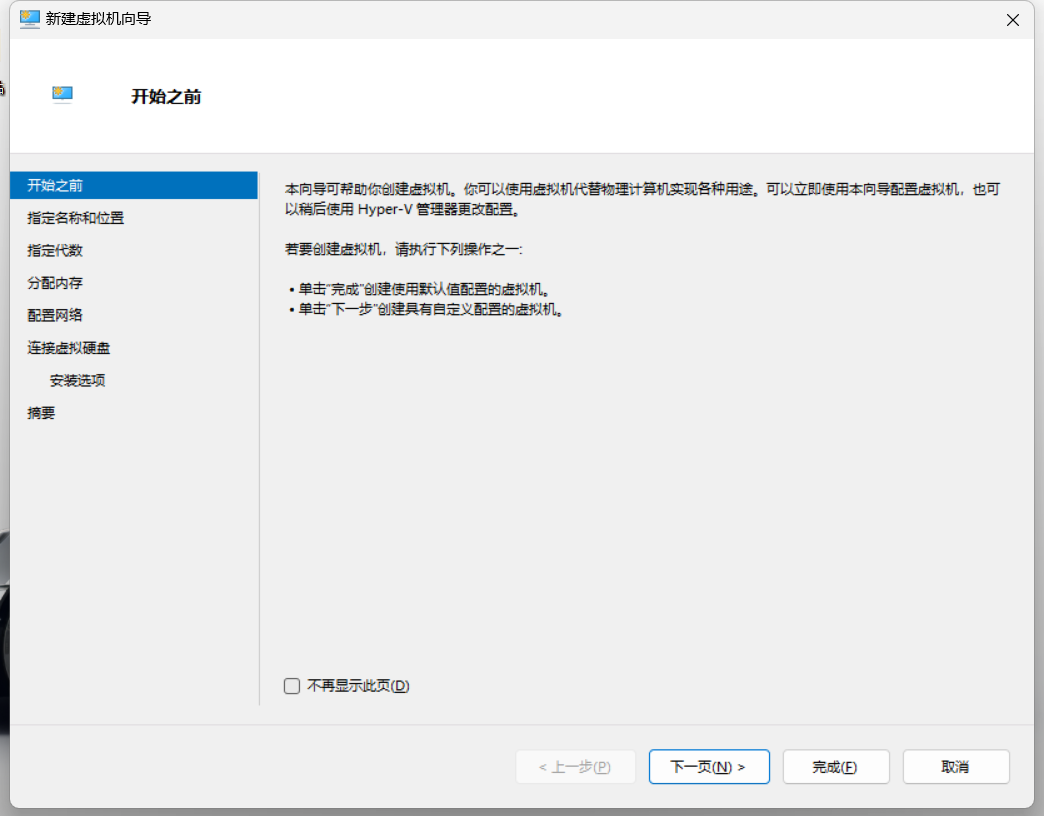 新建虚拟机向导
开始之前
开始之前
指定名称和位置
指定代数
分配内存
配置网络
连接虚拟硬盘
安装选项
摘要
本向导可帮助你创建虚拟机。你可以使用虚拟机代替物理计算机实现各种用途。可以立即使用本向导配置虚拟机，也可
以稍后使用 Hyper-V 管理器更改配置。
若要创建虚拟机，请执行下列操作之一:
• 单击"完成"创建使用默认值配置的虚拟机。
• 单击"下一步"创建具有自定义配置的虚拟机。
不再显示此页(D)
< 上一步(P)
下一页(N) >
完成(F)
取消